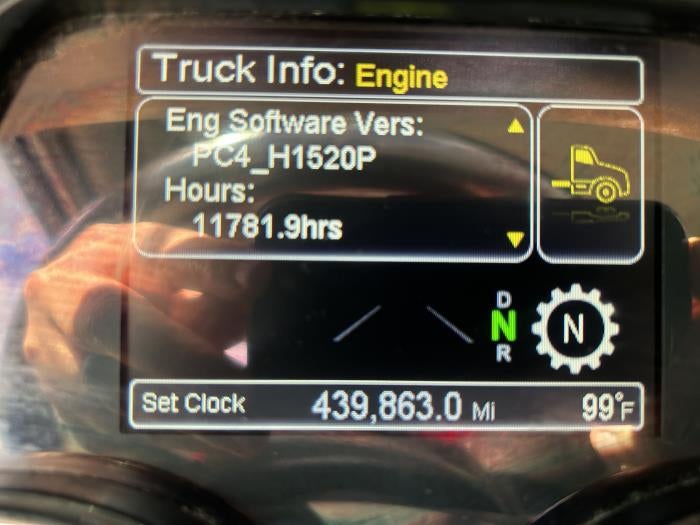 Truck Info: Engine
Eng Software Vers:
PC4_H1520P
Hours:
11781.9hrs
D
N
R
N
Set Clock 439,863.0 Mi 99°F